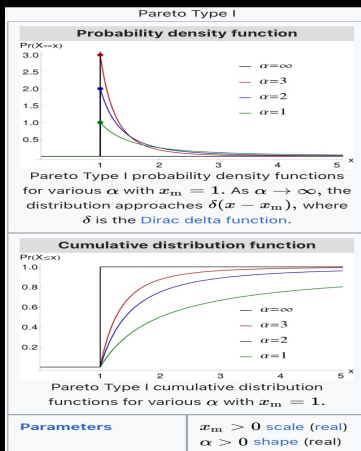 Pareto Type I
Probability density function
Pr(X=x)
3.0
2.5
2.0
1.5
1.0
0.5
α=∞
α=3
α=2
α=1
1 2 3 4 5 x
Pareto Type I probability density functions
for various α with xₘ = 1. As α → ∞, the
distribution approaches δ(x − xₘ), where
δ is the Dirac delta function.
Cumulative distribution function
Pr(X≤x)
1.0
0.8
0.6
0.4
0.2
α=∞
α=3
α=2
α=1
1 2 3 4 5 x
Pareto Type I cumulative distribution
functions for various α with xₘ = 1.
Parameters xₘ > 0 scale (real)
α > 0 shape (real)